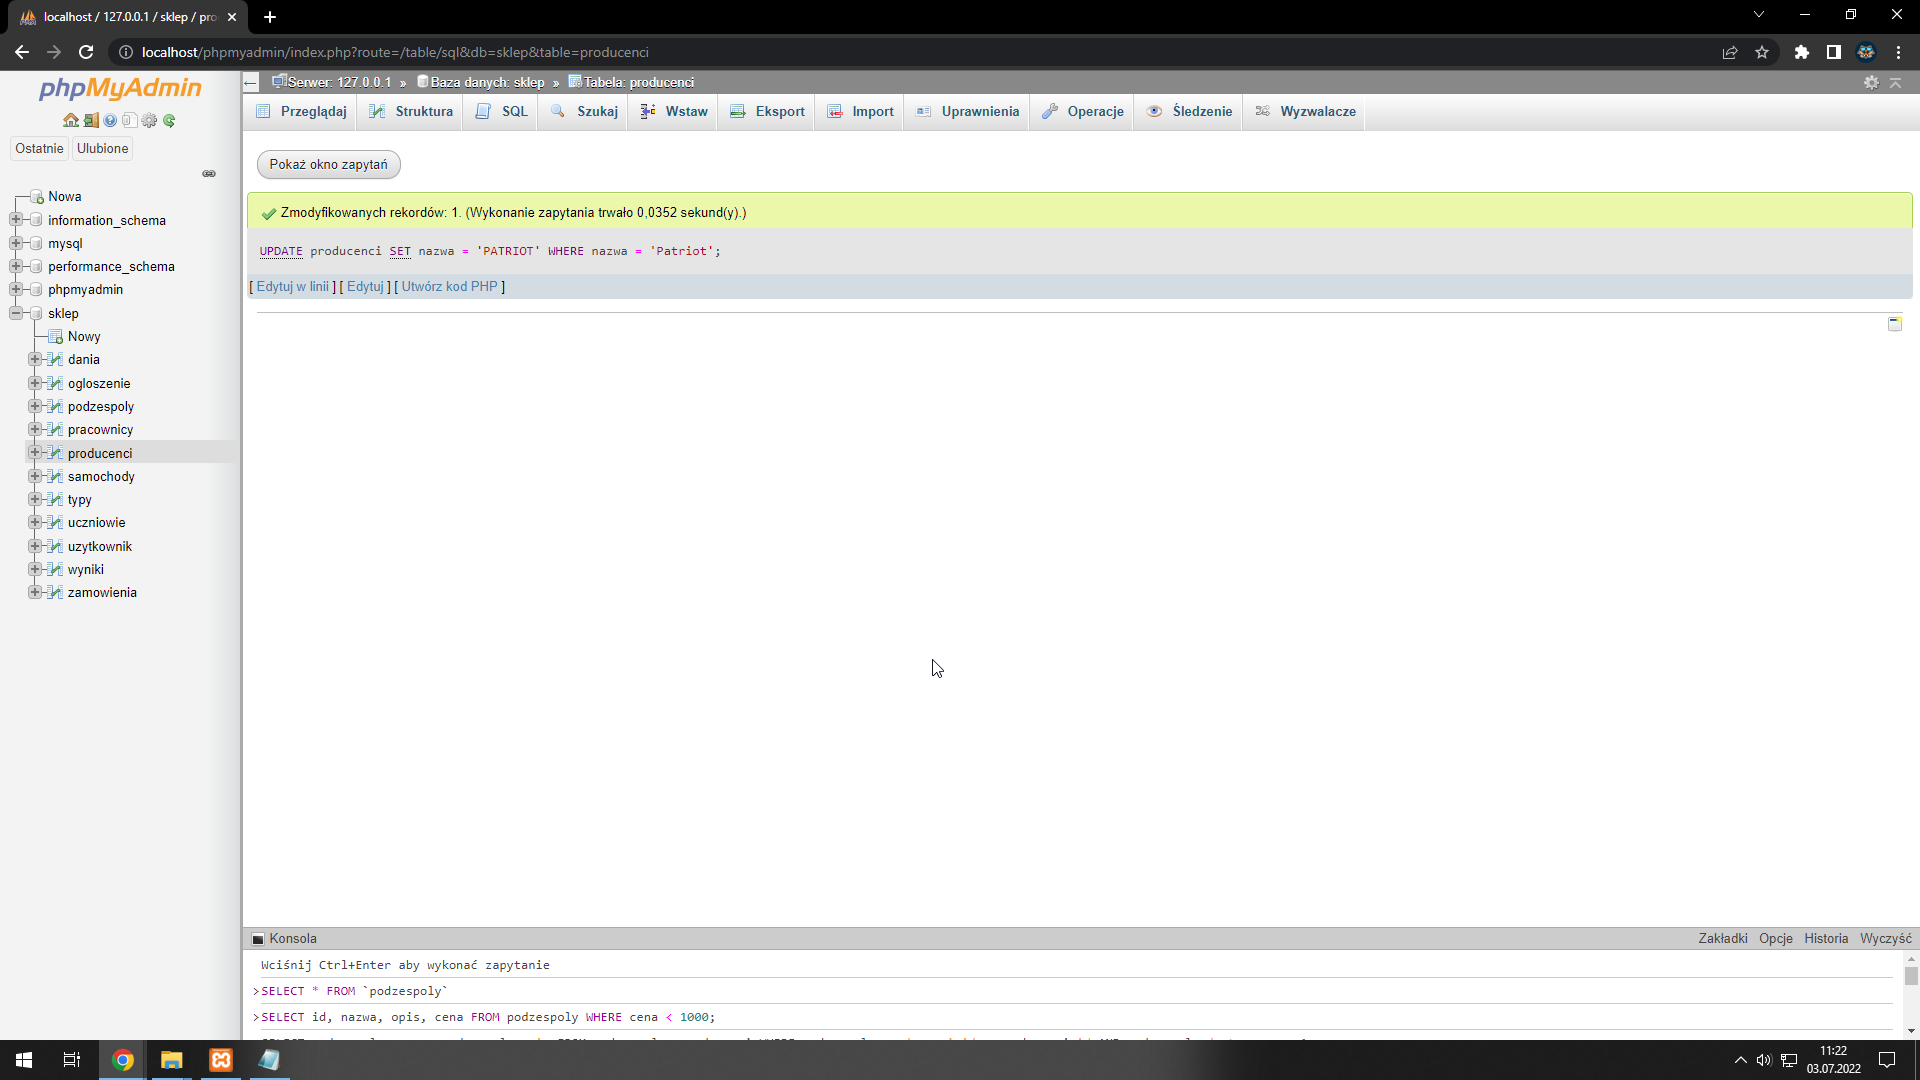 localhost / 127.0.0.1 / sklep / pro
localhost/phpmyadmin/index.php?route=/table/sql&db=sklep&table=producenci
phpMyAdmin
Ostatnie Ulubione
Nowa
information_schema
mysql
performance_schema
phpmyadmin
sklep
Nowy
dania
ogloszenie
podzespoly
pracownicy
producenci
samochody
typy
uczniowie
uzytkownik
wyniki
zamowienia
Serwer: 127.0.0.1 » Baza danych: sklep » Tabela: producenci
Przeglądaj Struktura SQL Szukaj Wstaw Eksport Import Uprawnienia Operacje Śledzenie Wyzwalacze
Pokaż okno zapytań
Zmodyfikowanych rekordów: 1. (Wykonanie zapytania trwało 0,0352 sekund(y).)
UPDATE producenci SET nazwa = 'PATRIOT' WHERE nazwa = 'Patriot';
[ Edytuj w linii ] [ Edytuj ] [ Utwórz kod PHP ]
Konsola Zakładki Opcje Historia Wyczyść
Wciśnij Ctrl+Enter aby wykonać zapytanie
>SELECT * FROM `podzespoly`
>SELECT id, nazwa, opis, cena FROM podzespoly WHERE cena < 1000;
11:22
03.07.2022